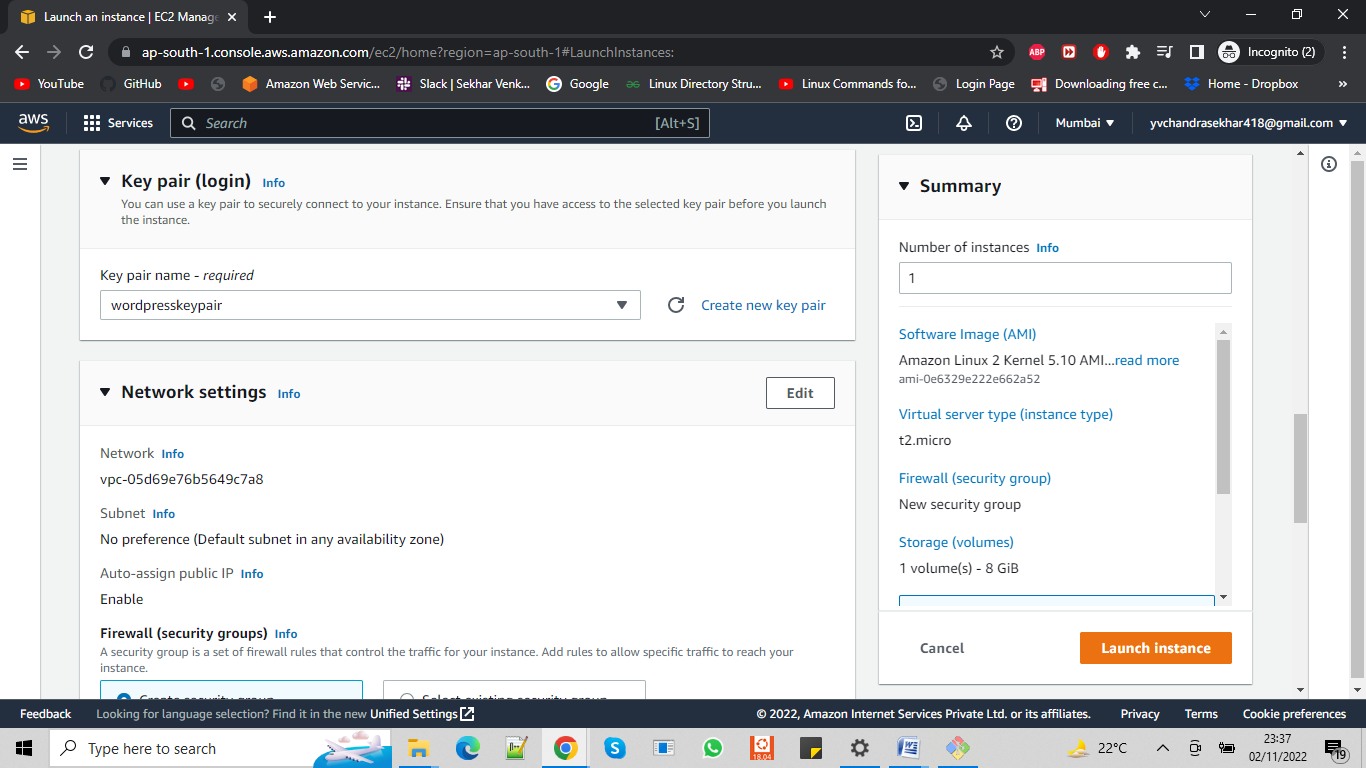 Launch an instance | EC2 Manage
ap-south-1.console.aws.amazon.com/ec2/home?region=ap-south-1#LaunchInstances:
ABP
Incognito (2)
YouTube
GitHub
Amazon Web Servic...
Slack | Sekhar Venk...
Google
Linux Directory Stru...
Linux Commands fo...
Login Page
Downloading free c...
Home - Dropbox
»
aws
Services
Search
[Alt+S]
Mumbai
yvchandrasekhar418@gmail.com
Key pair (login) Info
You can use a key pair to securely connect to your instance. Ensure that you have access to the selected key pair before you launch
the instance.
Key pair name - required
wordpresskeypair
Create new key pair
Network settings Info
Edit
Network Info
vpc-05d69e76b5649c7a8
Subnet Info
No preference (Default subnet in any availability zone)
Auto-assign public IP Info
Enable
Firewall (security groups) Info
A security group is a set of firewall rules that control the traffic for your instance. Add rules to allow specific traffic to reach your
instance.
Create security group
Select existing security group
Summary
Number of instances Info
1
Software Image (AMI)
Amazon Linux 2 Kernel 5.10 AMI...read more
ami-0e6329e222e662a52
Virtual server type (instance type)
t2.micro
Firewall (security group)
New security group
Storage (volumes)
1 volume(s) - 8 GiB
Cancel
Launch instance
Feedback
Looking for language selection? Find it in the new Unified Settings
© 2022, Amazon Internet Services Private Ltd. or its affiliates.
Privacy
Terms
Cookie preferences
Type here to search
18.04
22°C
23:37
02/11/2022
19